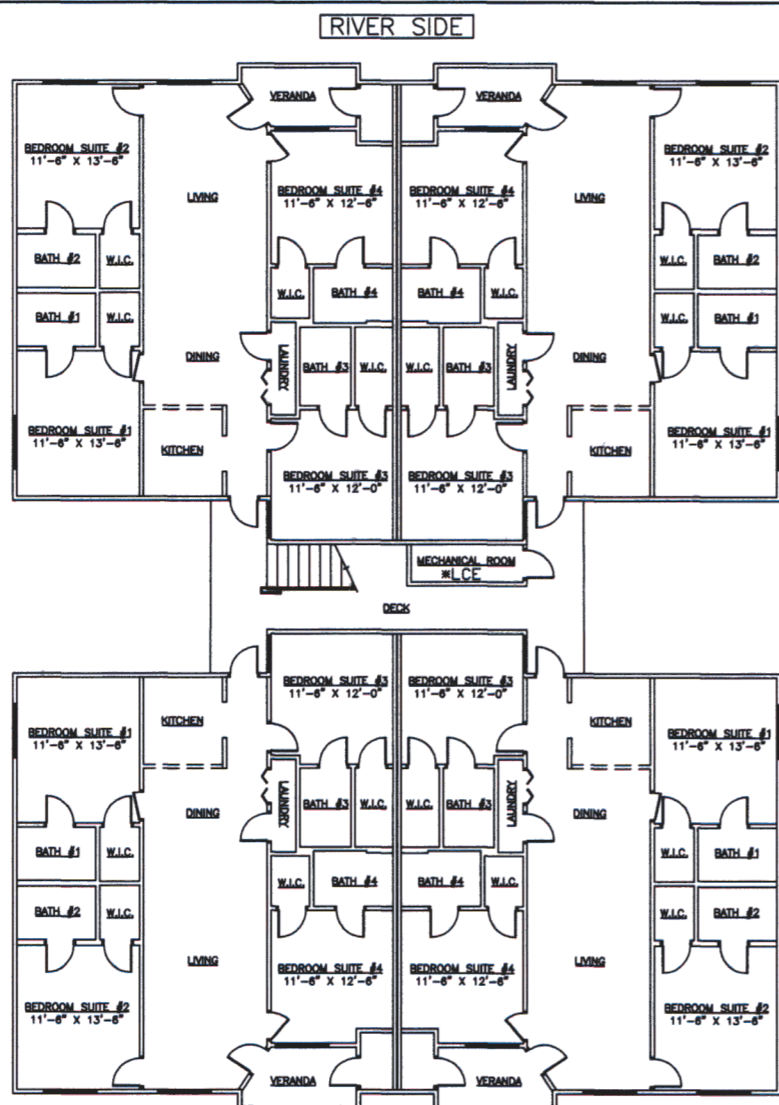 RIVER SIDE
VERANDA
VERANDA
BEDROOM SUITE #2
11'-6" X 13'-6"
BEDROOM SUITE #2
11'-6" X 13'-6"
LIVING
BEDROOM SUITE #4
11'-6" X 12'-6"
BEDROOM SUITE #4
11'-6" X 12'-6"
LIVING
BATH #2
W.I.C.
W.I.C.
BATH #2
W.I.C.
BATH #4
BATH #4
W.I.C.
BATH #1
W.I.C.
W.I.C.
BATH #1
DINING
LAUNDRY
BATH #3
W.I.C.
W.I.C.
BATH #3
LAUNDRY
DINING
BEDROOM SUITE #1
11'-6" X 13'-6"
KITCHEN
KITCHEN
BEDROOM SUITE #1
11'-6" X 13'-6"
BEDROOM SUITE #3
11'-6" X 12'-0"
BEDROOM SUITE #3
11'-6" X 12'-0"
MECHANICAL ROOM
*LCE
DECK
BEDROOM SUITE #3
11'-6" X 12'-0"
BEDROOM SUITE #3
11'-6" X 12'-0"
BEDROOM SUITE #1
11'-6" X 13'-6"
KITCHEN
KITCHEN
BEDROOM SUITE #1
11'-6" X 13'-6"
DINING
LAUNDRY
BATH #3
W.I.C.
W.I.C.
BATH #3
LAUNDRY
DINING
BATH #1
W.I.C.
W.I.C.
BATH #1
W.I.C.
BATH #4
BATH #4
W.I.C.
BATH #2
W.I.C.
W.I.C.
BATH #2
LIVING
BEDROOM SUITE #4
11'-6" X 12'-6"
BEDROOM SUITE #4
11'-6" X 12'-6"
LIVING
BEDROOM SUITE #2
11'-6" X 13'-6"
BEDROOM SUITE #2
11'-6" X 13'-6"
VERANDA
VERANDA